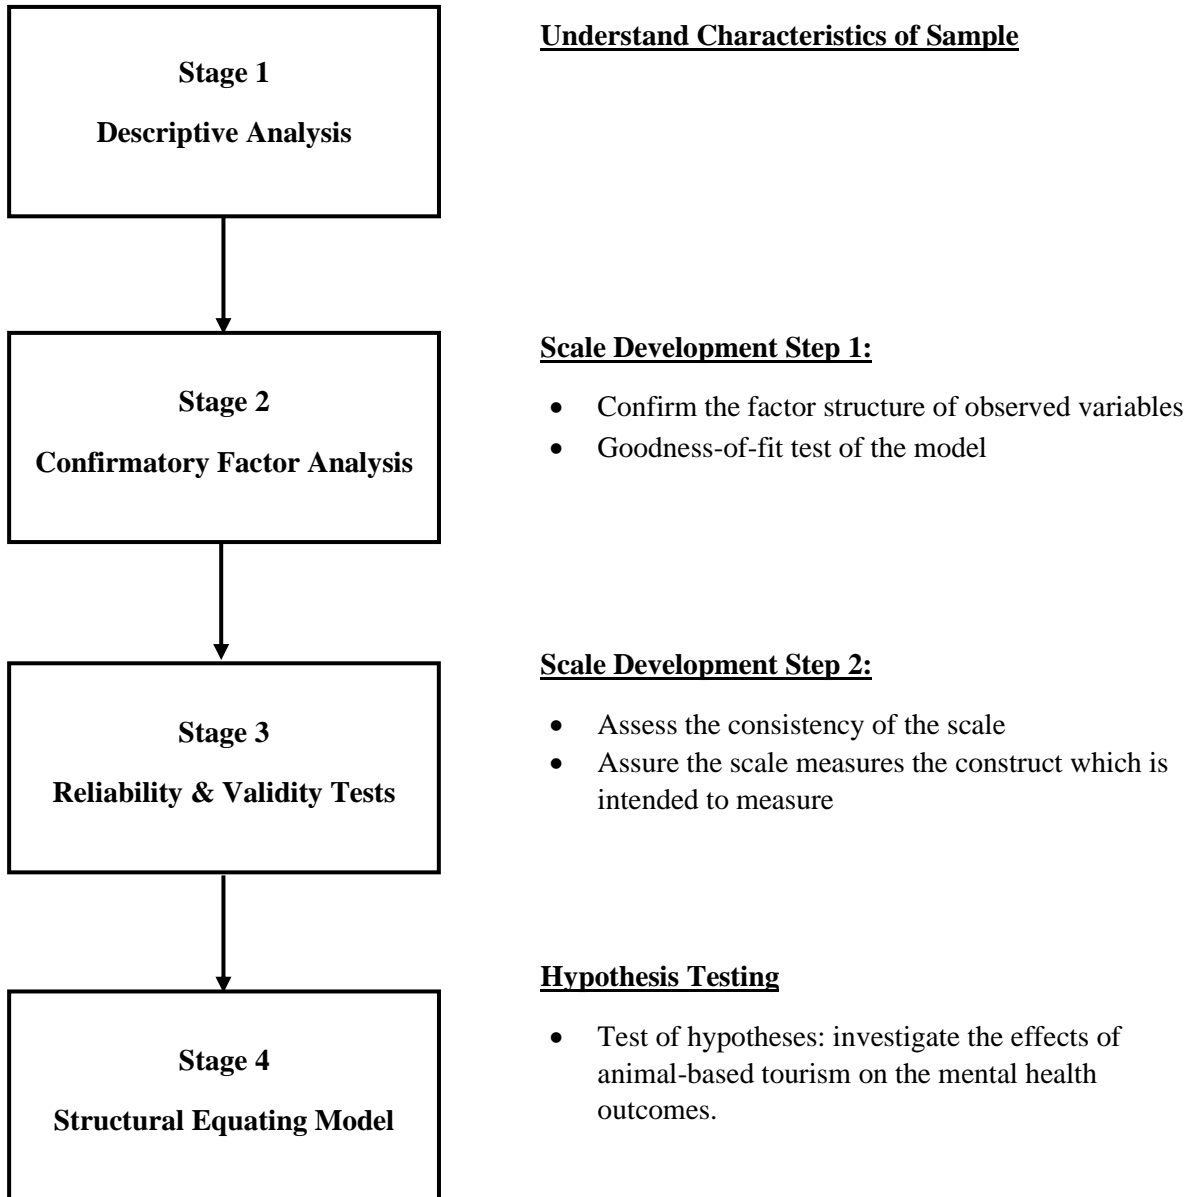 Stage 1
Descriptive Analysis
Understand Characteristics of Sample
Stage 2
Confirmatory Factor Analysis
Scale Development Step 1:
• Confirm the factor structure of observed variables
• Goodness-of-fit test of the model
Stage 3
Reliability & Validity Tests
Scale Development Step 2:
• Assess the consistency of the scale
• Assure the scale measures the construct which is
intended to measure
Stage 4
Structural Equating Model
Hypothesis Testing
• Test of hypotheses: investigate the effects of
animal-based tourism on the mental health
outcomes.